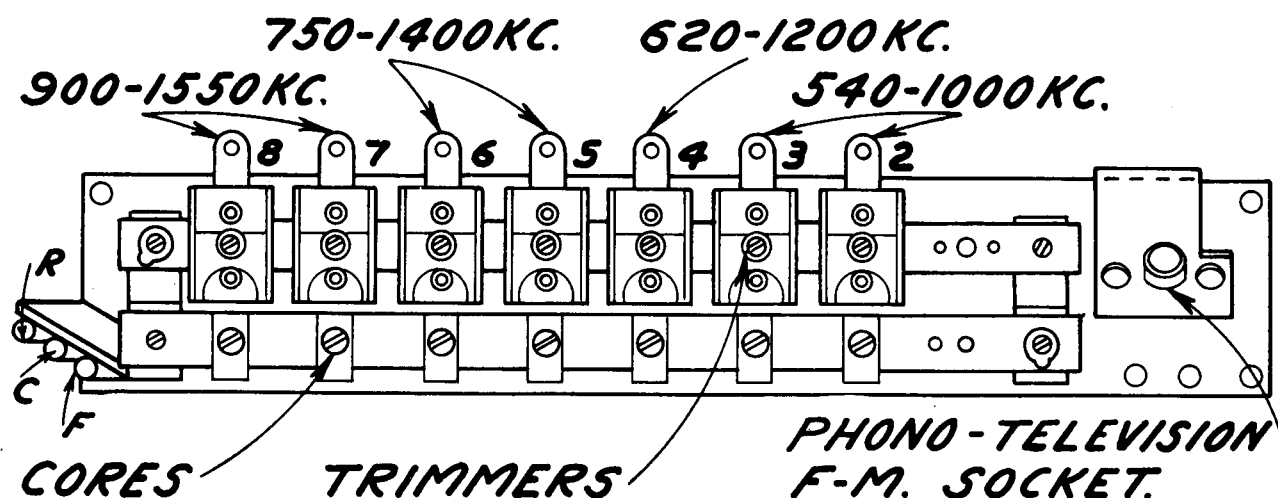 750-1400KC.
620-1200KC.
900-1550KC.
540-1000KC.
8 7 6 5 4 3 2
R
C
F
CORES
TRIMMERS
PHONO-TELEVISION
F-M. SOCKET.